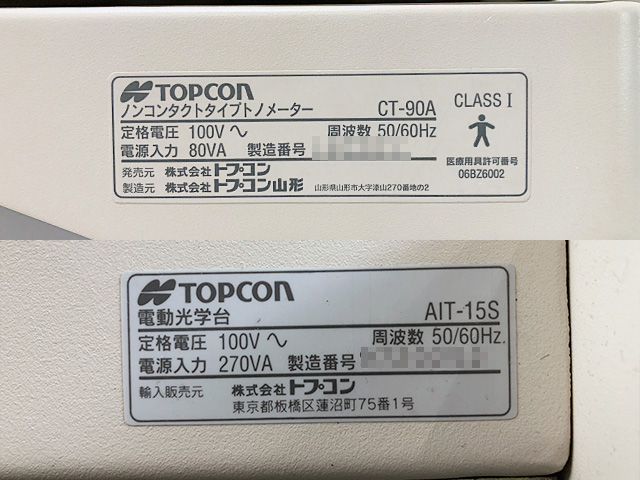 TOPCON
ノンコンタクトタイプトノメーター CT-90A CLASS I
定格電圧 100V〜 周波数 50/60Hz
電源入力 80VA 製造番号
医療用具許可番号
06BZ6002
発売元 株式会社トプコン
製造元 株式会社トプコン山形 山形県山形市大字漆山270番地の2
TOPCON
電動光学台 AIT-15S
定格電圧 100V〜 周波数 50/60Hz.
電源入力 270VA 製造番号
輸入販売元 株式会社トプコン
東京都板橋区蓮沼町75番1号